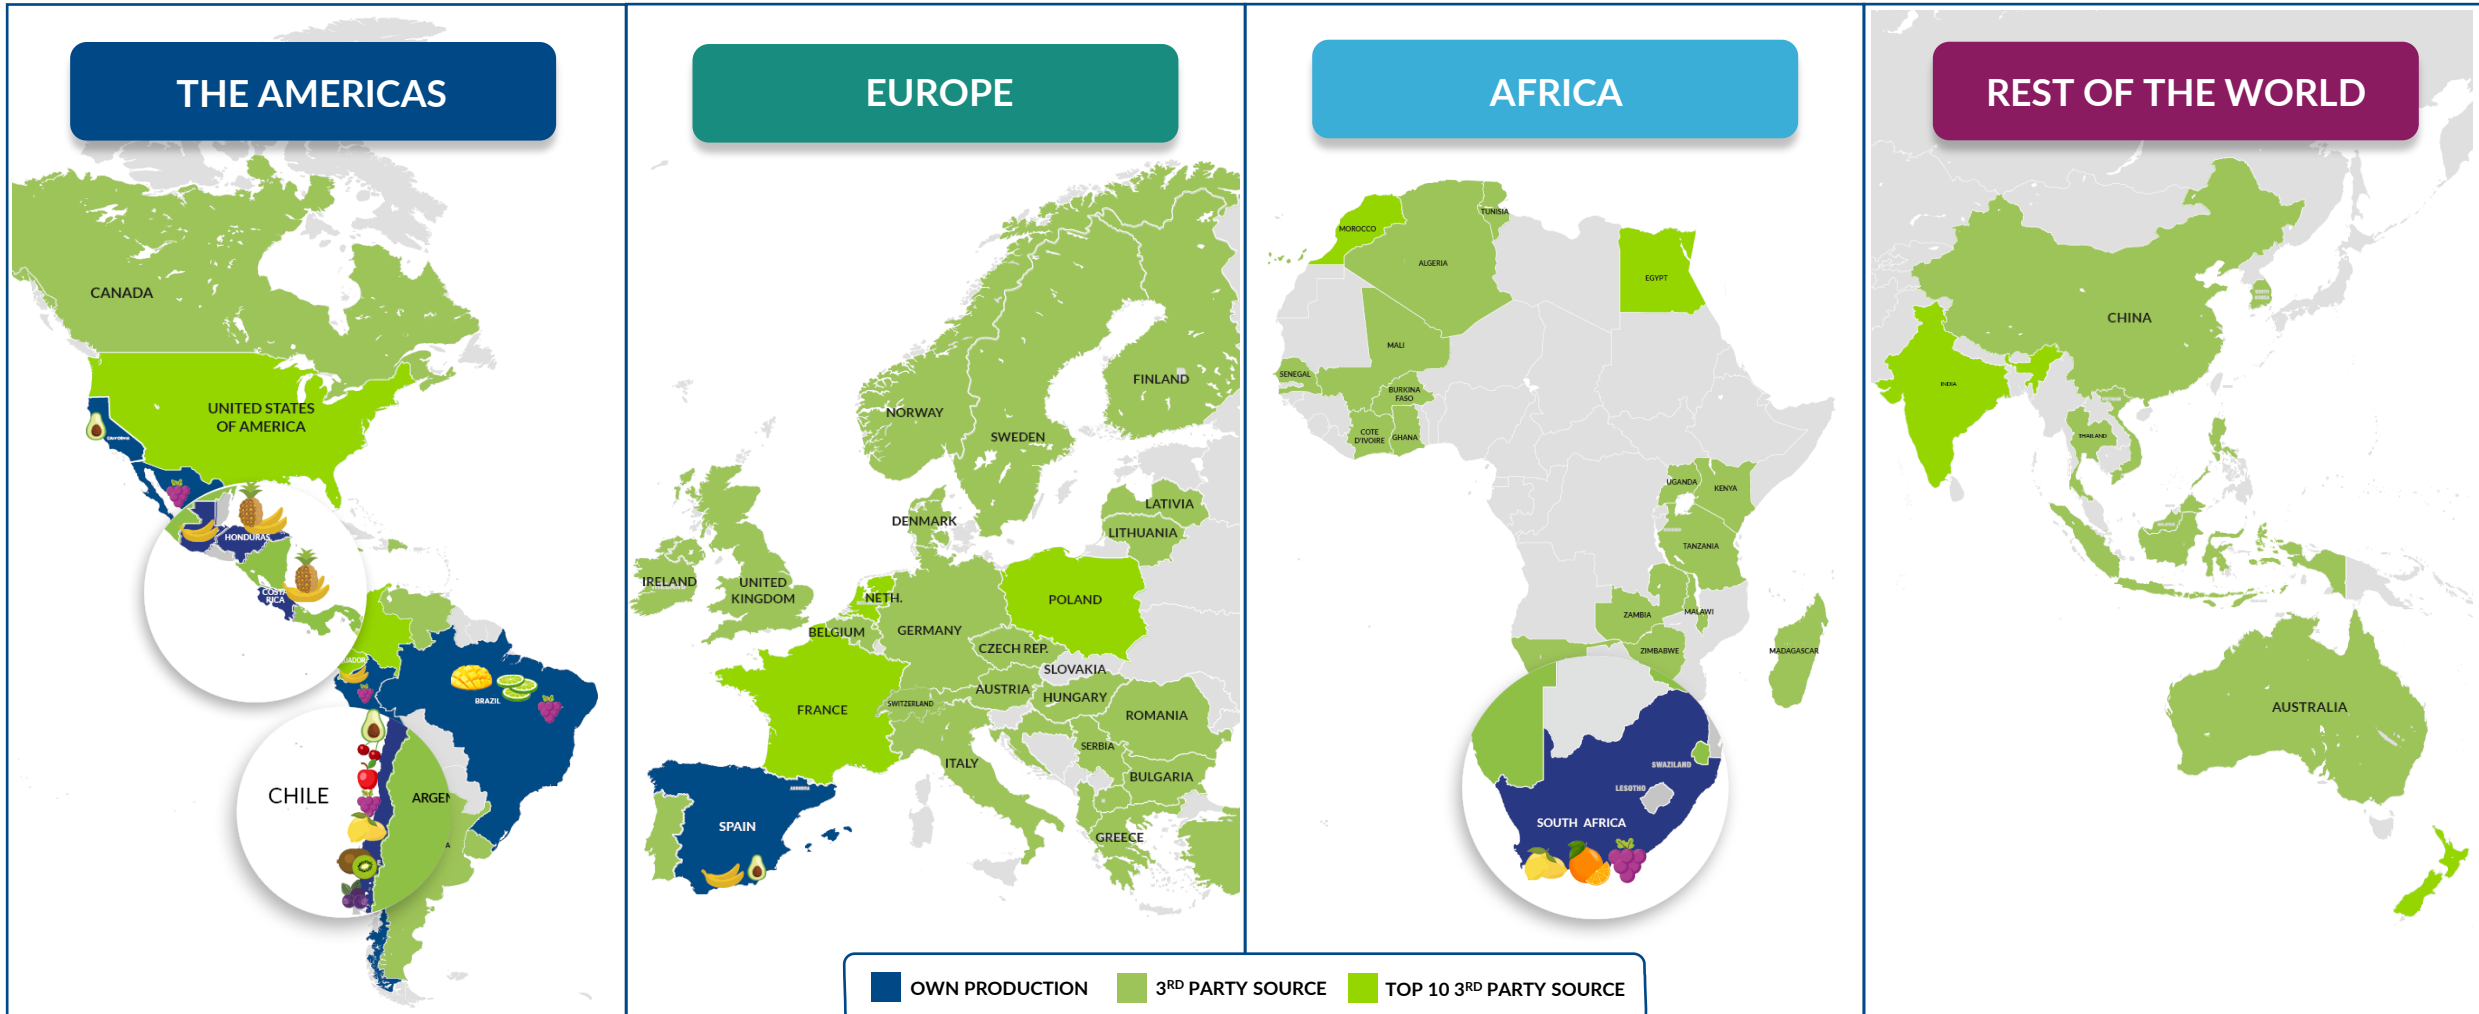 THE AMERICAS
EUROPE
AFRICA
REST OF THE WORLD
CANADA
UNITED STATES
OF AMERICA
HONDURAS
COSTA
RICA
BRAZIL
CHILE
ARGEN
A
NORWAY
SWEDEN
FINLAND
DENMARK
LATIVIA
LITHUANIA
IRELAND
UNITED
KINGDOM
NETH.
POLAND
BELGIUM
GERMANY
CZECH REP.
SLOVAKIA
AUSTRIA
HUNGARY
FRANCE
SWITZERLAND
ROMANIA
SERBIA
ITALY
BULGARIA
ANDORRA
SPAIN
GREECE
TUNISIA
MOROCCO
ALGERIA
EGYPT
MALI
SENEGAL
BURKINA
FASO
COTE
D'IVOIRE
GHANA
UGANDA
KENYA
TANZANIA
ZAMBIA
MALAWI
ZIMBABWE
MADAGASCAR
SWAZILAND
LESOTHO
SOUTH AFRICA
CHINA
INDIA
THAILAND
AUSTRALIA
OWN PRODUCTION
3RD PARTY SOURCE
TOP 10 3RD PARTY SOURCE